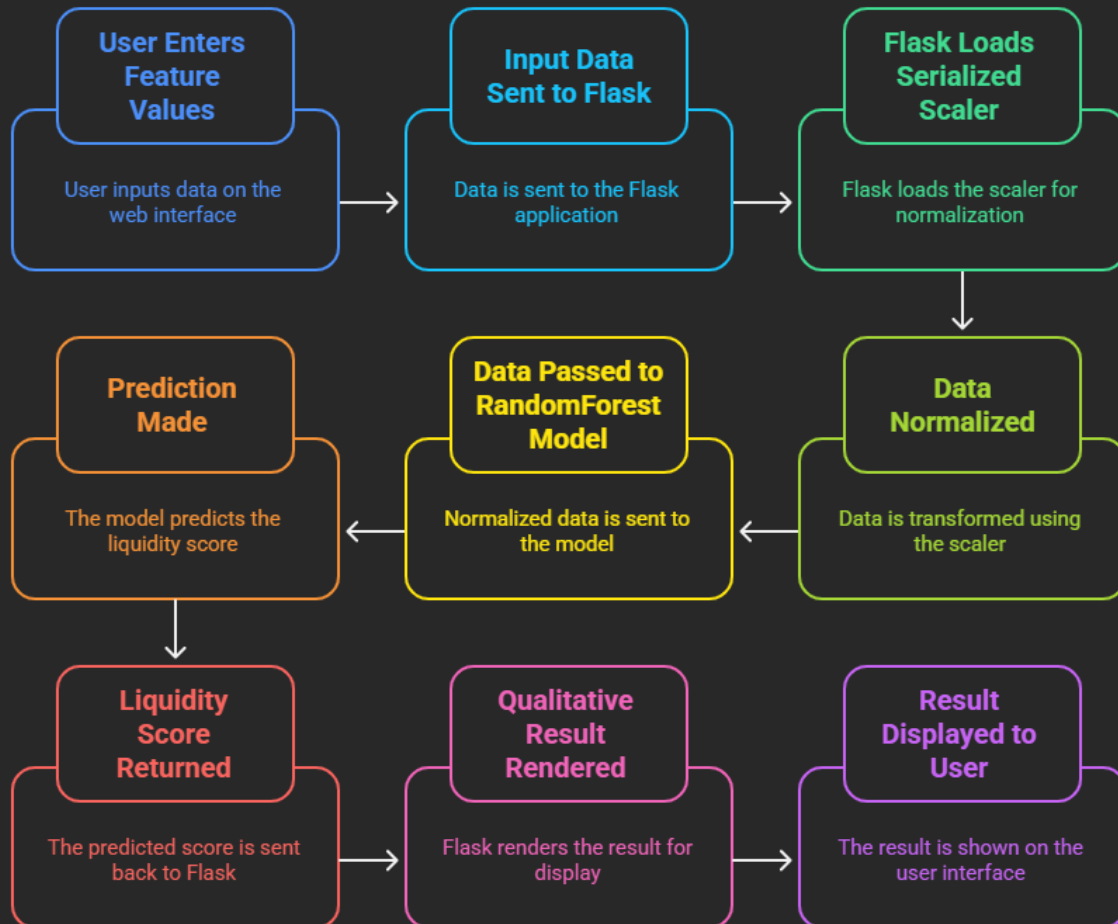 User Enters
Feature
Values
User inputs data on the
web interface
Input Data
Sent to Flask
Data is sent to the Flask
application
Flask Loads
Serialized
Scaler
Flask loads the scaler for
normalization
Data
Normalized
Data is transformed using
the scaler
Data Passed to
RandomForest
Model
Normalized data is sent to
the model
Prediction
Made
The model predicts the
liquidity score
Liquidity
Score
Returned
The predicted score is sent
back to Flask
Qualitative
Result
Rendered
Flask renders the result for
display
Result
Displayed to
User
The result is shown on the
user interface